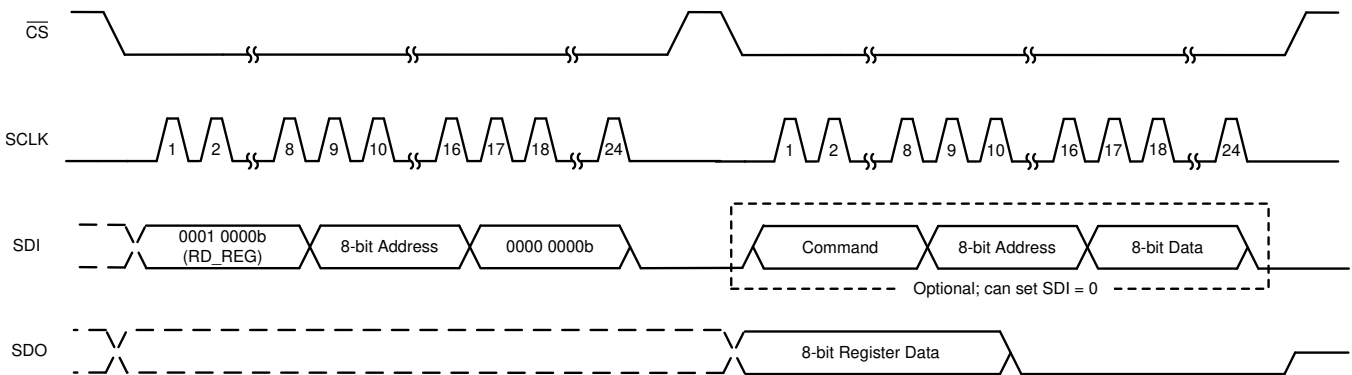 CS
SCLK
1 2 8 9 10 16 17 18 24 1 2 8 9 10 16 17 18 24
SDI
0001 0000b
(RD_REG)
8-bit Address
0000 0000b
Command
8-bit Address
8-bit Data
Optional; can set SDI = 0
SDO
8-bit Register Data